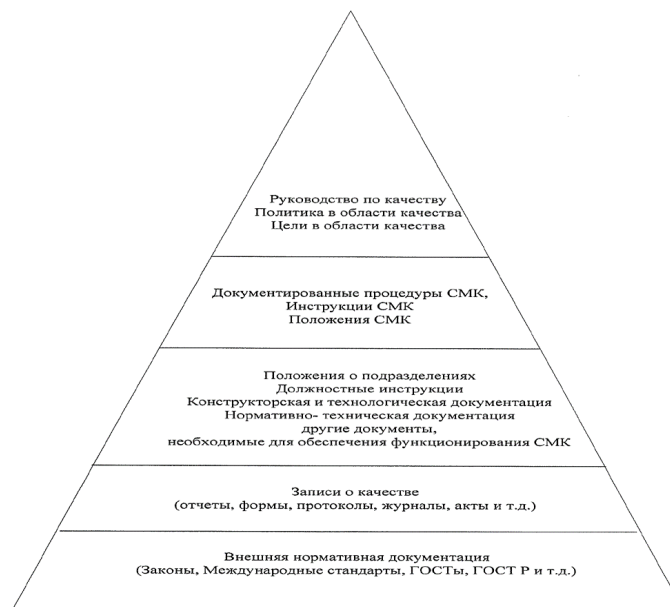 Руководство по качеству
Политика в области качества
Цели в области качества
Документированные процедуры СМК,
Инструкции СМК
Положения СМК
Положения о подразделениях
Должностные инструкции
Конструкторская и технологическая документация
Нормативно- техническая документация
другие документы,
необходимые для обеспечения функционирования СМК
Записи о качестве
(отчеты, формы, протоколы, журналы, акты и т.д.)
Внешняя нормативная документация
(Законы, Международные стандарты, ГОСТы, ГОСТ Р и т.д.)